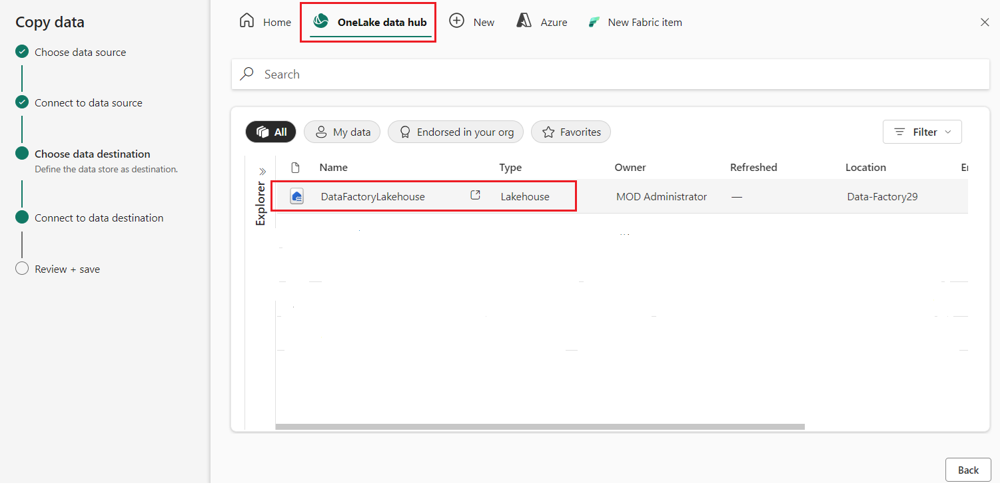 Copy data
Choose data source
Connect to data source
Choose data destination
Define the data store as destination.
Connect to data destination
Review + save
Home OneLake data hub New Azure New Fabric item
Search
All My data Endorsed in your org Favorites Filter
Explorer
Name Type Owner Refreshed Location
DataFactoryLakehouse Lakehouse MOD Administrator — Data-Factory29
Back